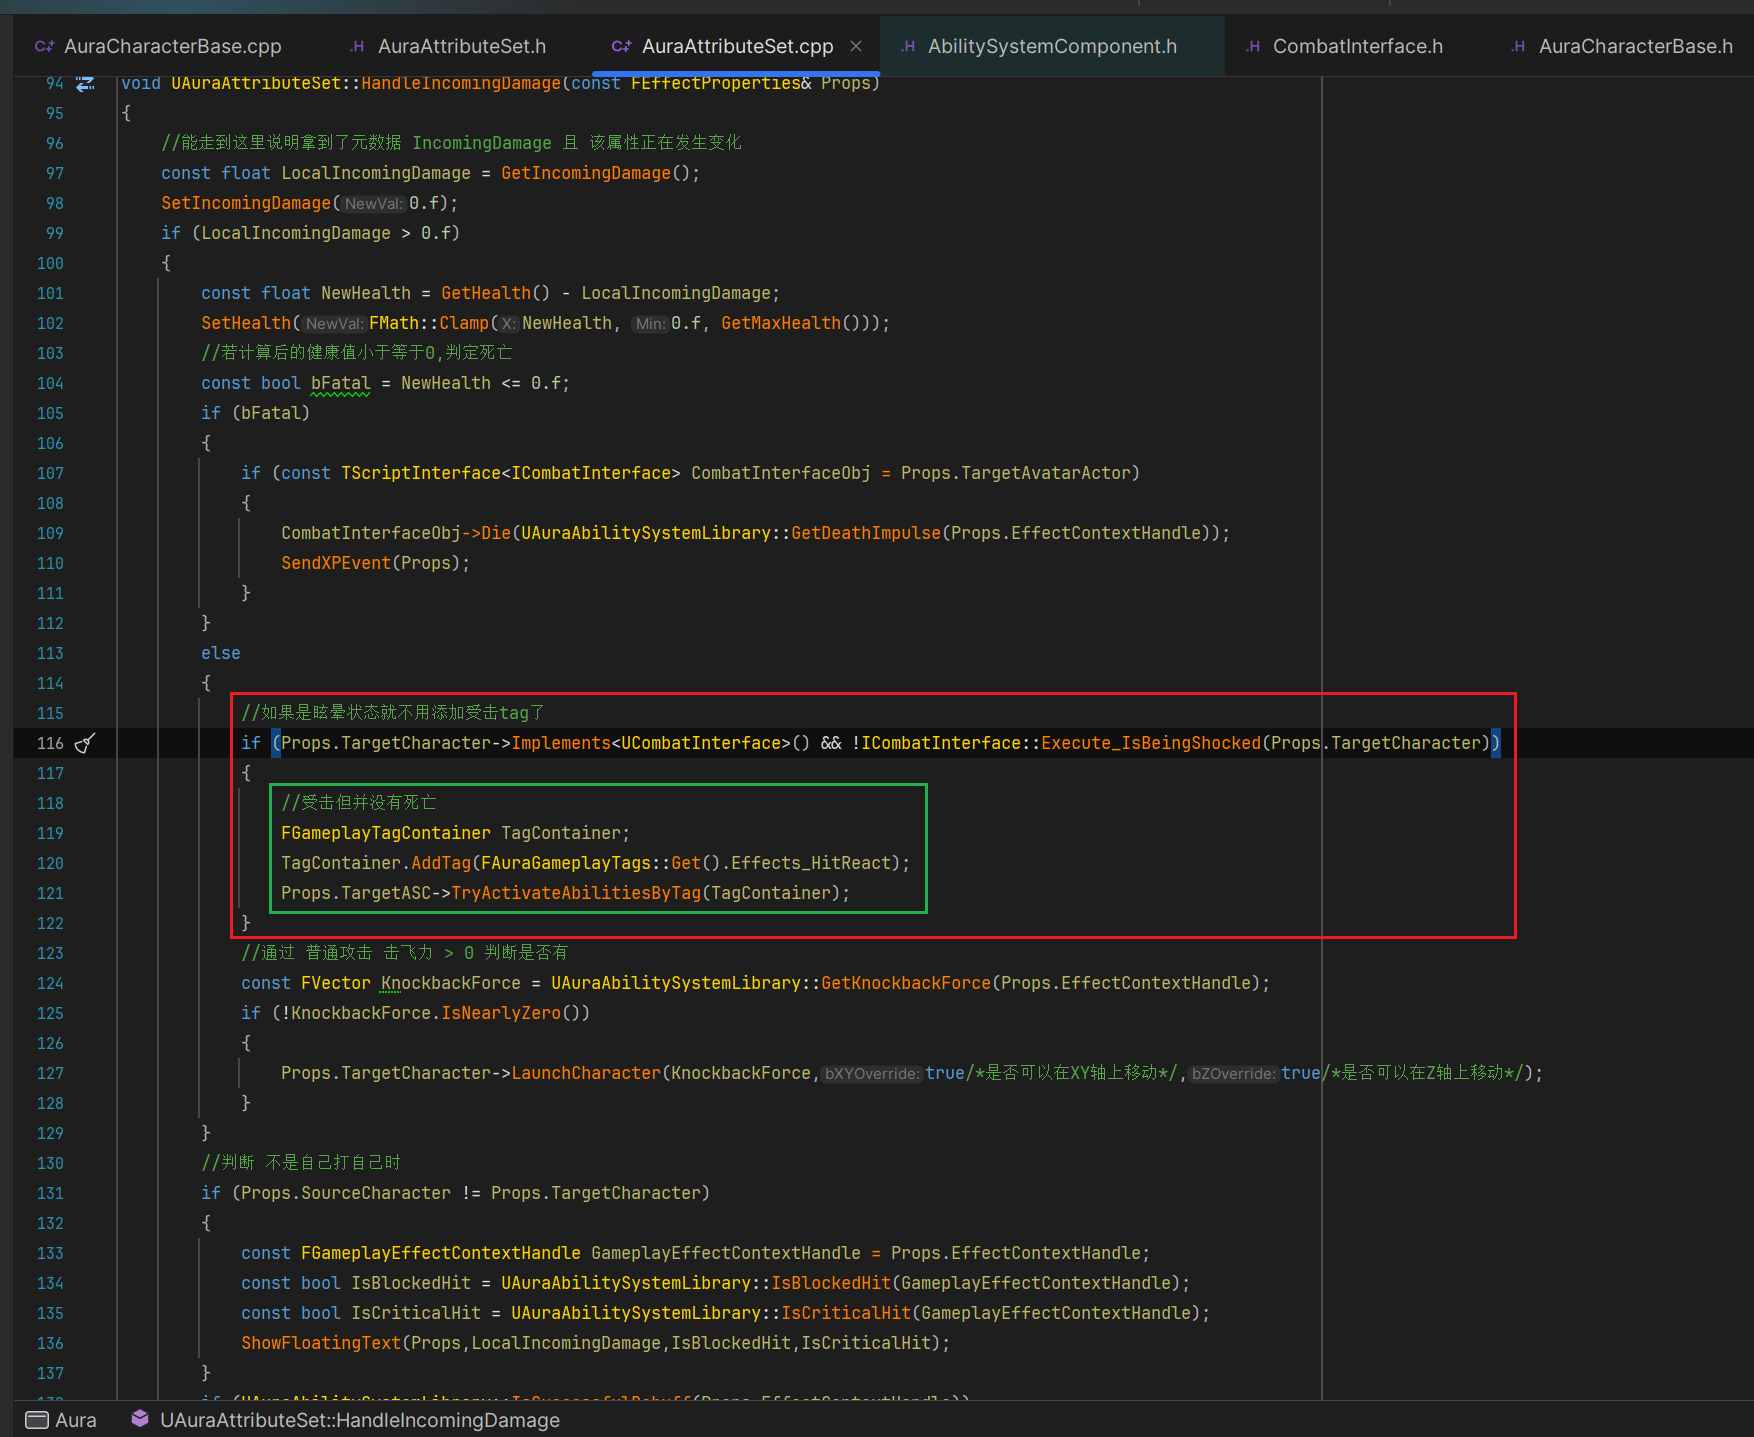 AuraCharacterBase.cpp .H AuraAttributeSet.h AuraAttributeSet.cpp .H AbilitySystemComponent.h .H CombatInterface.h .H AuraCharacterBase.h
94 void UAuraAttributeSet::HandleIncomingDamage(const FEffectProperties& Props)
95 {
96 //能走到这里说明拿到了元数据 IncomingDamage 且 该属性正在发生变化
97 const float LocalIncomingDamage = GetIncomingDamage();
98 SetIncomingDamage(NewVal: 0.f);
99 if (LocalIncomingDamage > 0.f)
100 {
101 const float NewHealth = GetHealth() - LocalIncomingDamage;
102 SetHealth(NewVal: FMath::Clamp(X: NewHealth, Min: 0.f, GetMaxHealth()));
103 //若计算后的健康值小于等于0,判定死亡
104 const bool bFatal = NewHealth <= 0.f;
105 if (bFatal)
106 {
107 if (const TScriptInterface<ICombatInterface> CombatInterfaceObj = Props.TargetAvatarActor)
108 {
109 CombatInterfaceObj->Die(UAuraAbilitySystemLibrary::GetDeathImpulse(Props.EffectContextHandle));
110 SendXPEvent(Props);
111 }
112 }
113 else
114 {
115 //如果是眩晕状态就不用添加受击tag了
116 if (Props.TargetCharacter->Implements<UCombatInterface>() && !ICombatInterface::Execute_IsBeingShocked(Props.TargetCharacter))
117 {
118 //受击但并没有死亡
119 FGameplayTagContainer TagContainer;
120 TagContainer.AddTag(FAuraGameplayTags::Get().Effects_HitReact);
121 Props.TargetASC->TryActivateAbilitiesByTag(TagContainer);
122 }
123 //通过 普通攻击 击飞力 > 0 判断是否有
124 const FVector KnockbackForce = UAuraAbilitySystemLibrary::GetKnockbackForce(Props.EffectContextHandle);
125 if (!KnockbackForce.IsNearlyZero())
126 {
127 Props.TargetCharacter->LaunchCharacter(KnockbackForce, bXYOverride: true/*是否可以在XY轴上移动*/, bZOverride: true/*是否可以在Z轴上移动*/);
128 }
129 }
130 //判断 不是自己打自己时
131 if (Props.SourceCharacter != Props.TargetCharacter)
132 {
133 const FGameplayEffectContextHandle GameplayEffectContextHandle = Props.EffectContextHandle;
134 const bool IsBlockedHit = UAuraAbilitySystemLibrary::IsBlockedHit(GameplayEffectContextHandle);
135 const bool IsCriticalHit = UAuraAbilitySystemLibrary::IsCriticalHit(GameplayEffectContextHandle);
136 ShowFloatingText(Props,LocalIncomingDamage,IsBlockedHit,IsCriticalHit);
137 }
Aura UAuraAttributeSet::HandleIncomingDamage